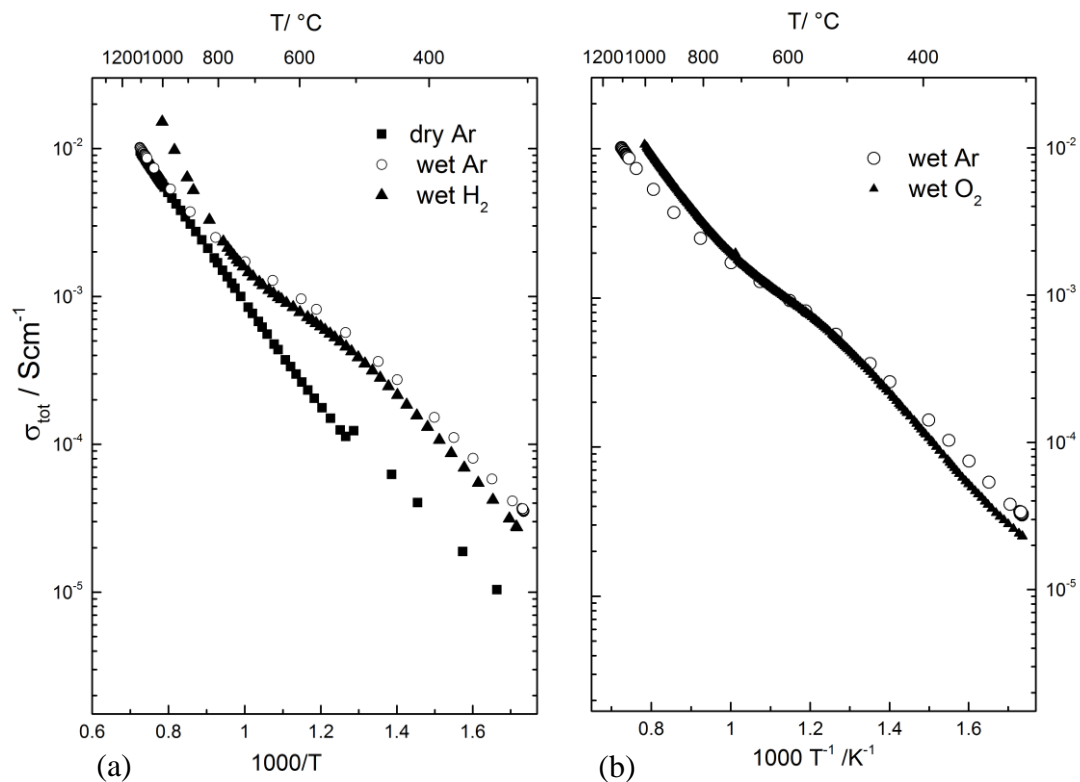 T/ °C
1200 1000 800 600 400
dry Ar
wet Ar
wet H₂
10⁻²
10⁻³
10⁻⁴
10⁻⁵
σtot / Scm⁻¹
0.6 0.8 1.0 1.2 1.4 1.6
(a) 1000/T
T/ °C
1200 1000 800 600 400
wet Ar
wet O₂
10⁻²
10⁻³
10⁻⁴
10⁻⁵
0.8 1 1.2 1.4 1.6
(b) 1000 T⁻¹ /K⁻¹